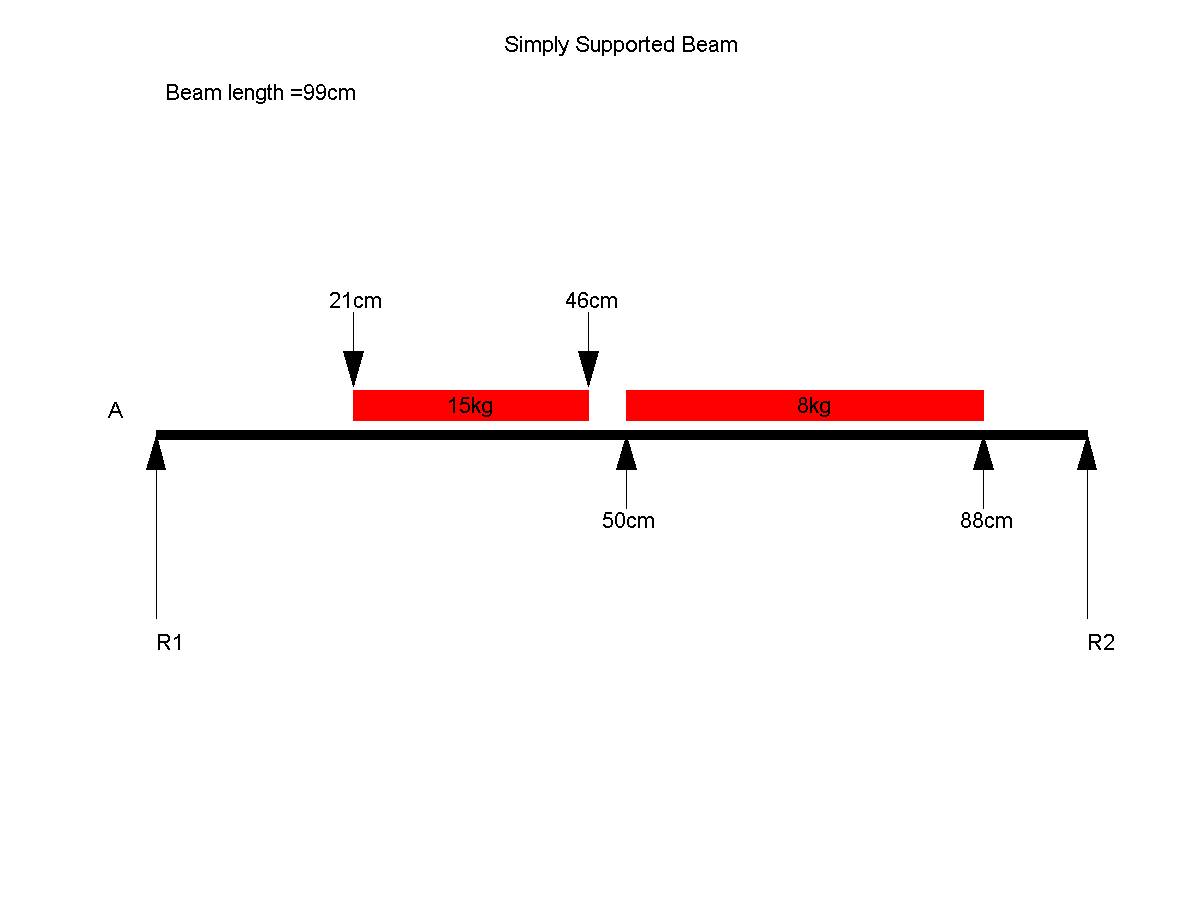 Simply Supported Beam
Beam length =99cm
21cm
46cm
15kg
8kg
A
50cm
88cm
R1
R2